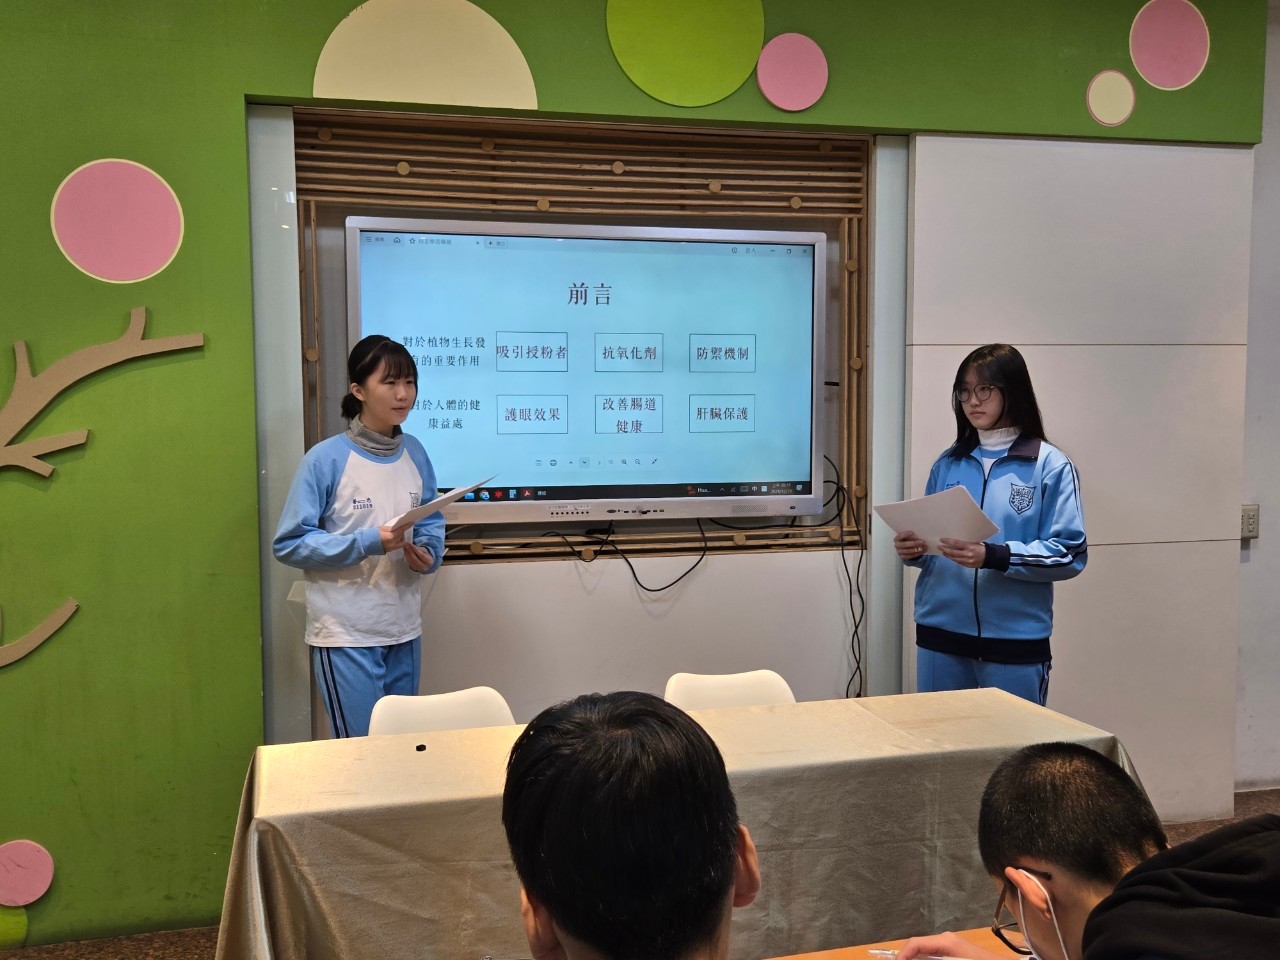 前言
對於植物生長發
育的重要作用
吸引授粉者
抗氧化劑
防禦機制
對於人體的健
康益處
護眼效果
改善腸道
健康
肝臟保護